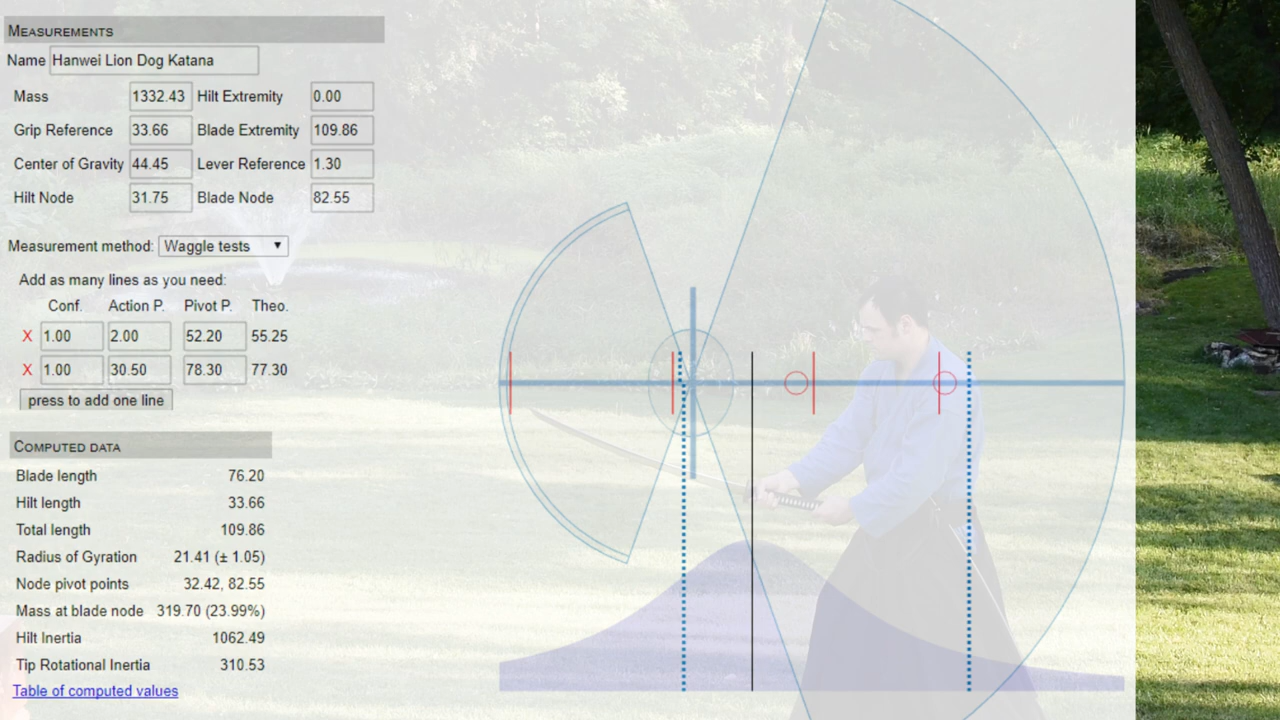 MEASUREMENTS
Name Hanwei Lion Dog Katana
Mass 1332.43 Hilt Extremity 0.00
Grip Reference 33.66 Blade Extremity 109.86
Center of Gravity 44.45 Lever Reference 1.30
Hilt Node 31.75 Blade Node 82.55
Measurement method: Waggle tests
Add as many lines as you need:
Conf. Action P. Pivot P. Theo.
X 1.00 2.00 52.20 55.25
X 1.00 30.50 78.30 77.30
press to add one line
COMPUTED DATA
Blade length 76.20
Hilt length 33.66
Total length 109.86
Radius of Gyration 21.41 (± 1.05)
Node pivot points 32.42, 82.55
Mass at blade node 319.70 (23.99%)
Hilt Inertia 1062.49
Tip Rotational Inertia 310.53
Table of computed values